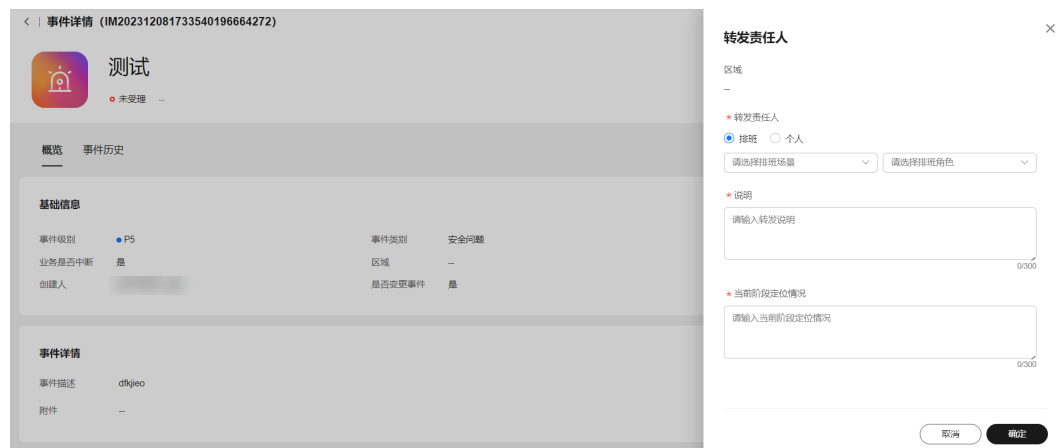 事件详情（IM20231208173354019666​4272）
测试
未受理 --
概览 事件历史
基础信息
事件级别 P5 事件类别 安全问题
业务是否中断 是 区域 --
创建人 是否变更事件 是
事件详情
事件描述 dfkjieo
附件 --
转发责任人
区域
--
* 转发责任人
排班 个人
请选择排班场景 请选择排班角色
* 说明
请输入转发说明
0/300
* 当前阶段定位情况
请输入当前阶段定位情况
0/300
取消 确定